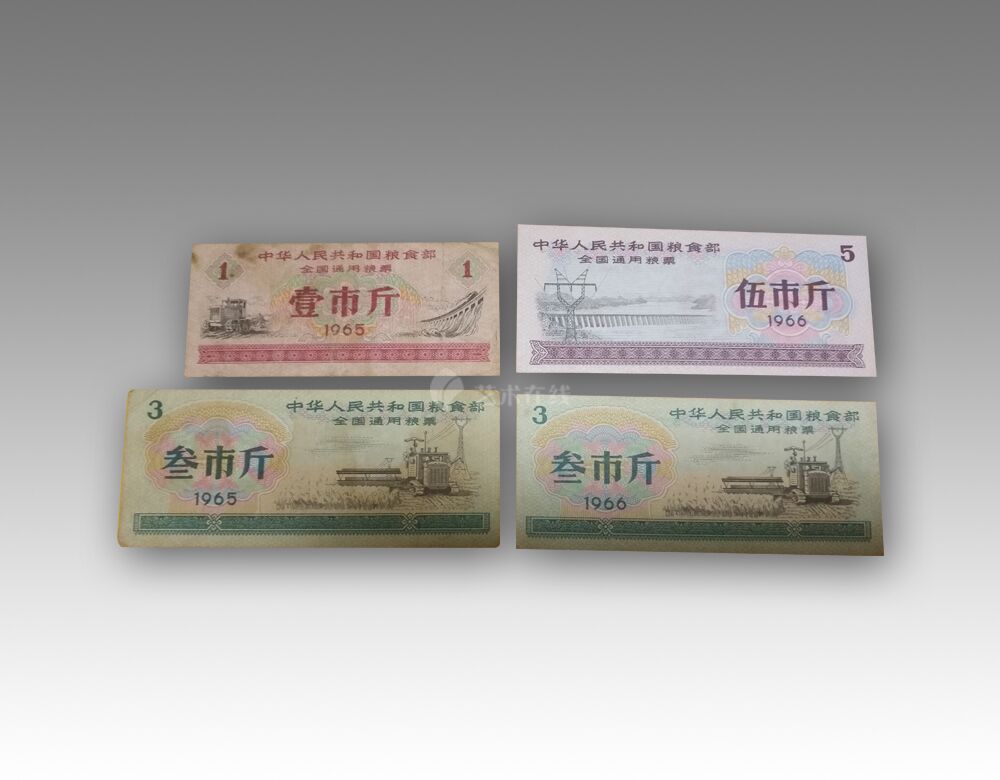 中华人民共和国粮食部
全国通用粮票
1
1
壹市斤
1965
中华人民共和国粮食部
全国通用粮票
5
伍市斤
1966
3
中华人民共和国粮食部
全国通用粮票
叁市斤
1965
3
中华人民共和国粮食部
全国通用粮票
叁市斤
1966
艺术在线